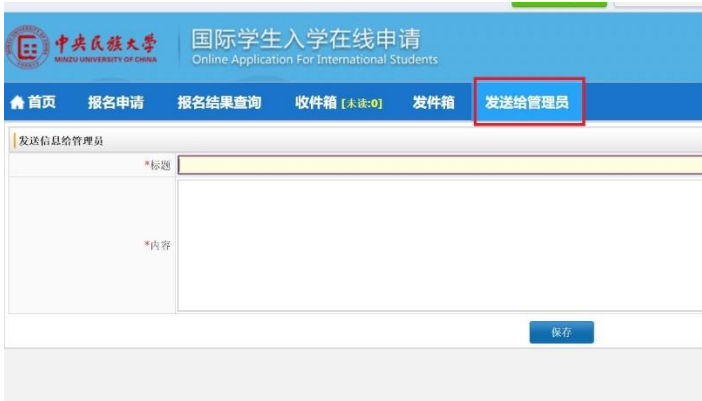 中央民族大学
MINZU UNIVERSITY OF CHINA
国际学生入学在线申请
Online Application For International Students
首页 报名申请 报名结果查询 收件箱 [未读:0] 发件箱 发送给管理员
发送信息给管理员
*标题
*内容
保存